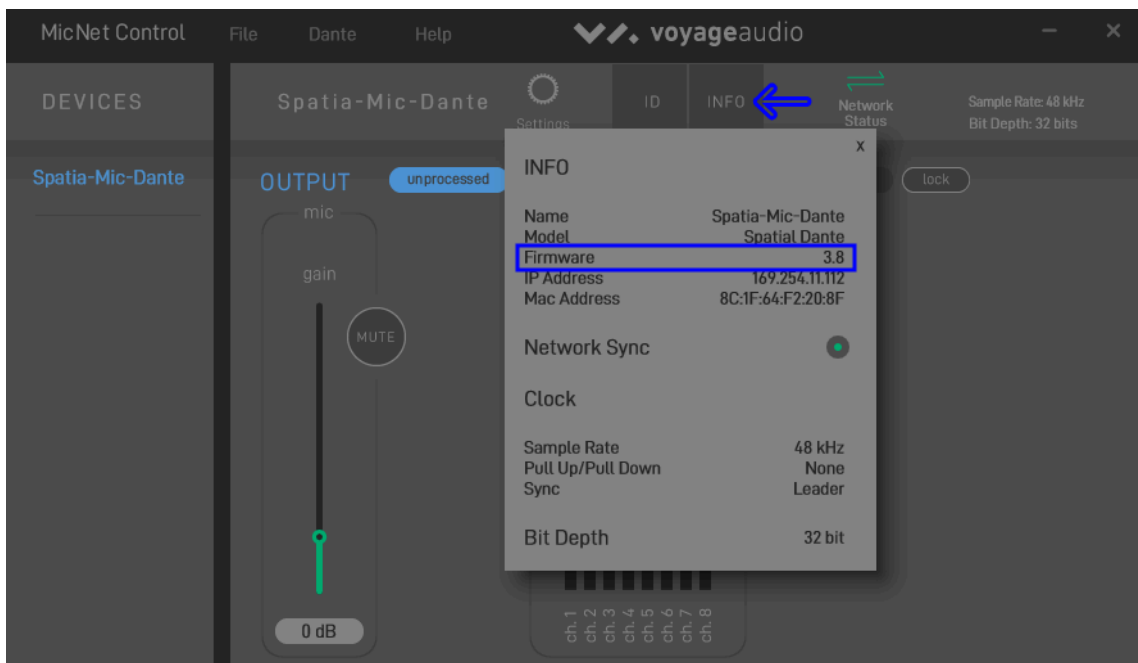 MicNet Control File Dante Help voyageaudio
DEVICES
Spatia-Mic-Dante
Settings
ID
INFO
Network
Status
Sample Rate: 48 kHz
Bit Depth: 32 bits
Spatia-Mic-Dante
OUTPUT
unprocessed
lock
mic
gain
MUTE
0 dB
x
INFO
Name Spatia-Mic-Dante
Model Spatial Dante
Firmware 3.8
IP Address 169.254.11.112
Mac Address 8C:1F:64:F2:20:8F
Network Sync
Clock
Sample Rate 48 kHz
Pull Up/Pull Down None
Sync Leader
Bit Depth 32 bit
ch. 1
ch. 2
ch. 3
ch. 4
ch. 5
ch. 6
ch. 7
ch. 8